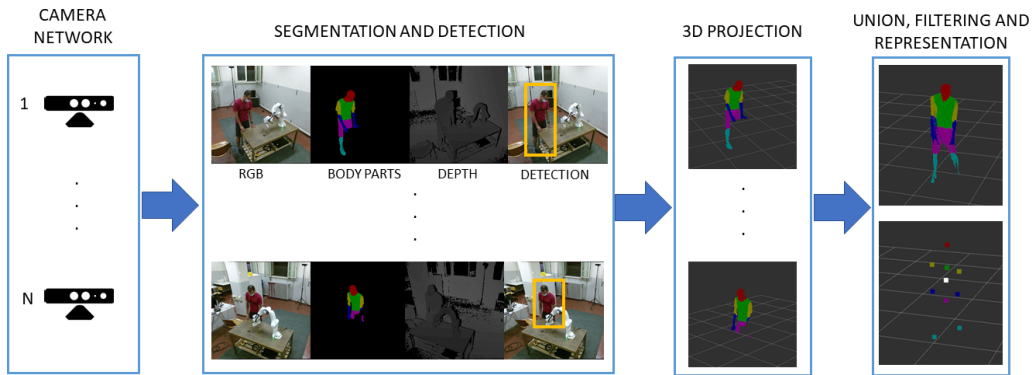 CAMERA
NETWORK
SEGMENTATION AND DETECTION
3D PROJECTION
UNION, FILTERING AND
REPRESENTATION
1
RGB
BODY PARTS
DEPTH
DETECTION
N